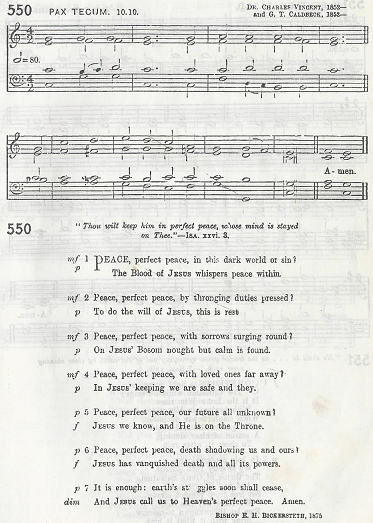 550 PAX TECUM. 10.10. DR. CHARLES VINCENT, 1852—
and G. T. CALDBECK, 1852—
=80.
A - men.
550
"Thou wilt keep him in perfect peace, whose mind is stayed
on Thee."—ISA. xxvi. 3.
mf 1 PEACE, perfect peace, in this dark world of sin?
p The Blood of JESUS whispers peace within.
mf 2 Peace, perfect peace, by thronging duties pressed?
p To do the will of JESUS, this is rest
mf 3 Peace, perfect peace, with sorrows surging round?
p On JESUS' Bosom nought but calm is found.
mf 4 Peace, perfect peace, with loved ones far away?
p In JESUS' keeping we are safe and they.
p 5 Peace, perfect peace, our future all unknown?
f JESUS we know, and He is on the Throne.
p 6 Peace, perfect peace, death shadowing us and ours?
f JESUS has vanquished death and all its powers.
p 7 It is enough: earth's st ggles soon shall cease,
dim And JESUS call us to Heaven's perfect peace. Amen.
BISHOP E. H. BICKERSTETH, 1875